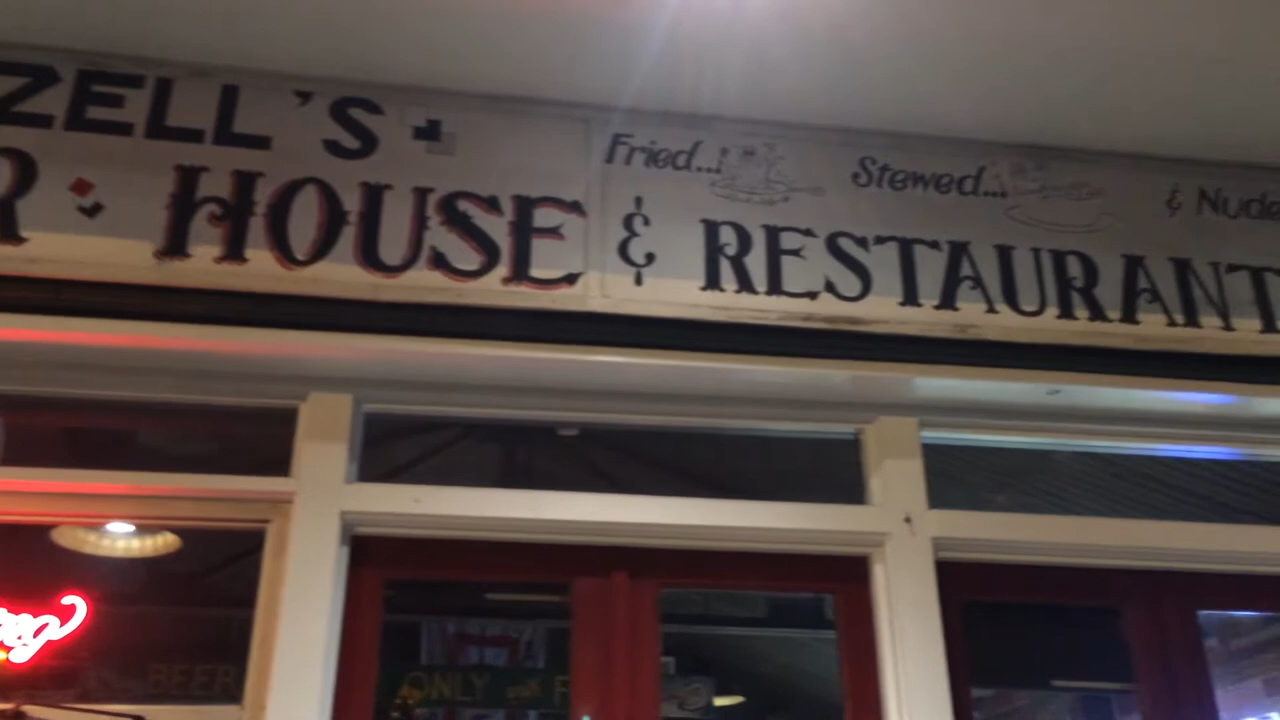 ZELL'S
R HOUSE & RESTAURANT
Fried... Stewed... & Nude
BEER
ONLY